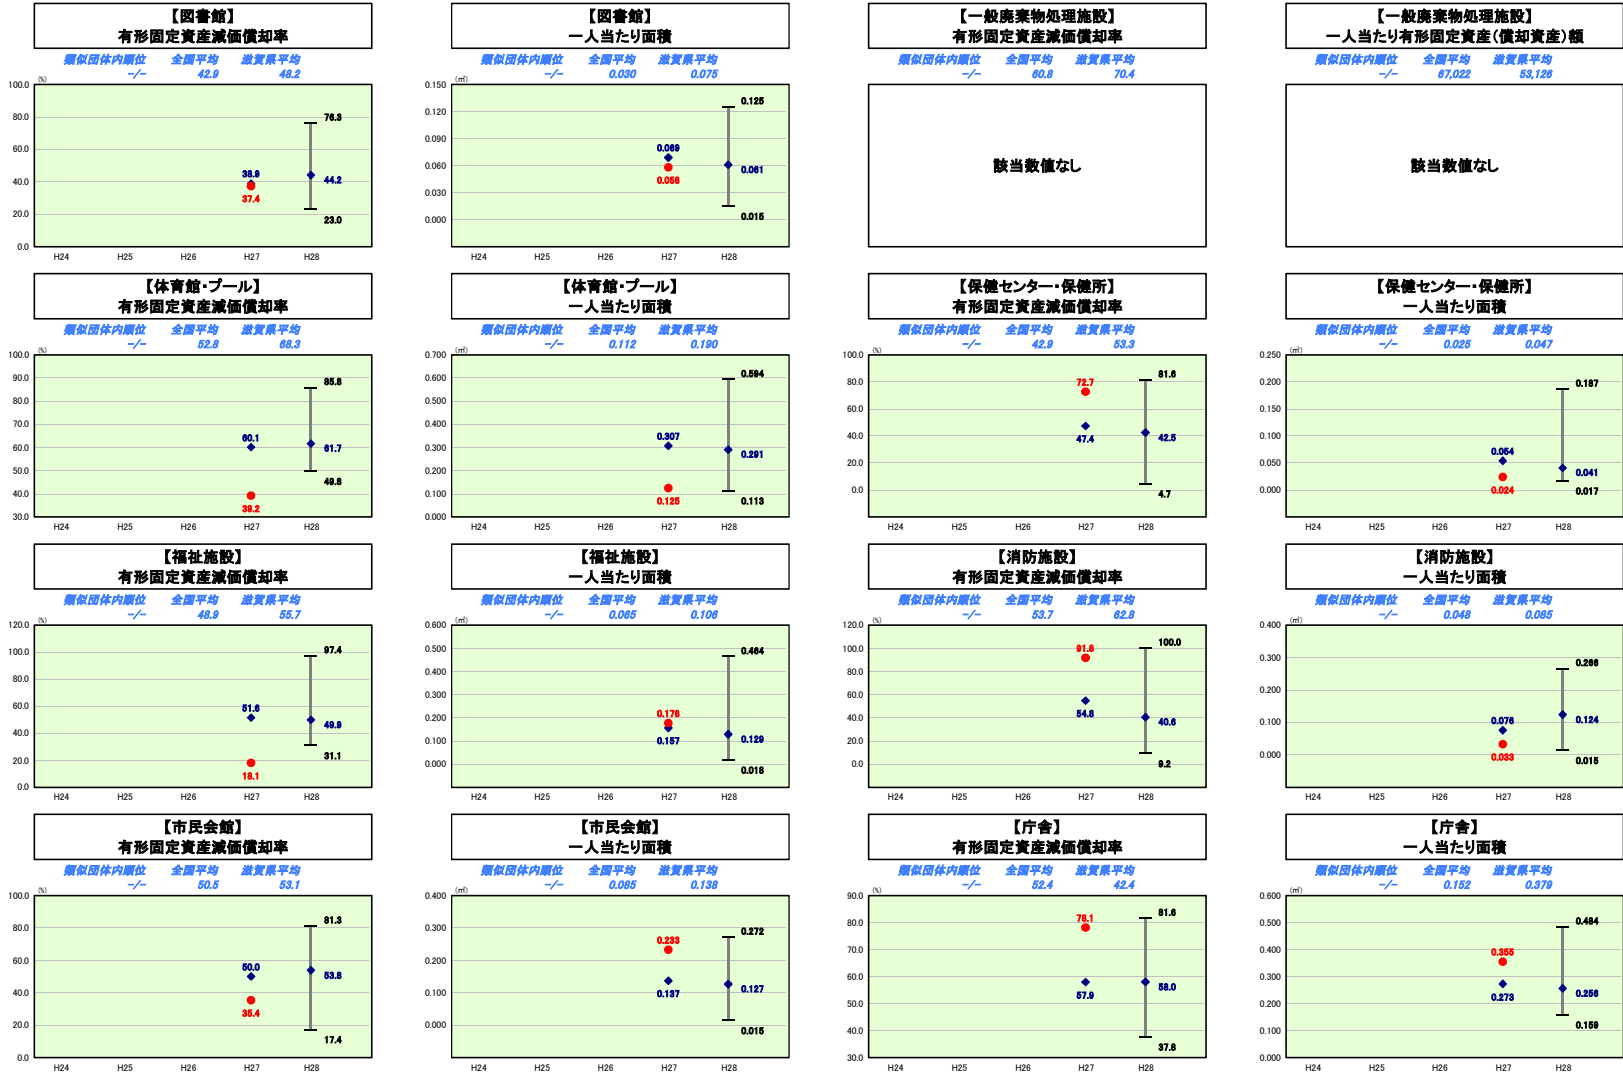 【図書館】
有形固定資産減価償却率
類似団体内順位 全国平均 滋賀県平均
-/- 42.9 48.2
(%)
100.0
80.0
60.0
40.0
20.0
0.0
76.3
38.9
44.2
37.4
23.0
H24 H25 H26 H27 H28
【図書館】
一人当たり面積
類似団体内順位 全国平均 滋賀県平均
-/- 0.030 0.075
(㎡)
0.150
0.120
0.090
0.060
0.030
0.000
0.125
0.069
0.061
0.058
0.015
H24 H25 H26 H27 H28
【一般廃棄物処理施設】
有形固定資産減価償却率
類似団体内順位 全国平均 滋賀県平均
-/- 60.8 70.4
該当数値なし
【一般廃棄物処理施設】
一人当たり有形固定資産(償却資産)額
類似団体内順位 全国平均 滋賀県平均
-/- 67,022 53,126
該当数値なし
【体育館・プール】
有形固定資産減価償却率
類似団体内順位 全国平均 滋賀県平均
-/- 52.8 68.3
(%)
100.0
90.0
80.0
70.0
60.0
50.0
40.0
30.0
85.8
60.1
61.7
49.8
39.2
H24 H25 H26 H27 H28
【体育館・プール】
一人当たり面積
類似団体内順位 全国平均 滋賀県平均
-/- 0.112 0.190
(㎡)
0.700
0.600
0.500
0.400
0.300
0.200
0.100
0.000
0.594
0.307
0.291
0.125
0.113
H24 H25 H26 H27 H28
【保健センター・保健所】
有形固定資産減価償却率
類似団体内順位 全国平均 滋賀県平均
-/- 42.9 53.3
(%)
100.0
80.0
60.0
40.0
20.0
0.0
81.6
72.7
47.4
42.5
4.7
H24 H25 H26 H27 H28
【保健センター・保健所】
一人当たり面積
類似団体内順位 全国平均 滋賀県平均
-/- 0.025 0.047
(㎡)
0.250
0.200
0.150
0.100
0.050
0.000
0.187
0.054
0.041
0.024
0.017
H24 H25 H26 H27 H28
【福祉施設】
有形固定資産減価償却率
類似団体内順位 全国平均 滋賀県平均
-/- 48.9 55.7
(%)
120.0
100.0
80.0
60.0
40.0
20.0
0.0
97.4
51.6
49.9
31.1
18.1
H24 H25 H26 H27 H28
【福祉施設】
一人当たり面積
類似団体内順位 全国平均 滋賀県平均
-/- 0.065 0.106
(㎡)
0.600
0.500
0.400
0.300
0.200
0.100
0.000
0.464
0.176
0.157
0.129
0.018
H24 H25 H26 H27 H28
【消防施設】
有形固定資産減価償却率
類似団体内順位 全国平均 滋賀県平均
-/- 53.7 62.8
(%)
120.0
100.0
80.0
60.0
40.0
20.0
0.0
100.0
91.8
54.8
40.6
9.2
H24 H25 H26 H27 H28
【消防施設】
一人当たり面積
類似団体内順位 全国平均 滋賀県平均
-/- 0.048 0.085
(㎡)
0.400
0.300
0.200
0.100
0.000
0.266
0.076
0.124
0.033
0.015
H24 H25 H26 H27 H28
【市民会館】
有形固定資産減価償却率
類似団体内順位 全国平均 滋賀県平均
-/- 50.5 53.1
(%)
100.0
80.0
60.0
40.0
20.0
0.0
81.3
50.0
53.8
35.4
17.4
H24 H25 H26 H27 H28
【市民会館】
一人当たり面積
類似団体内順位 全国平均 滋賀県平均
-/- 0.085 0.138
(㎡)
0.400
0.300
0.200
0.100
0.000
0.272
0.233
0.137
0.127
0.015
H24 H25 H26 H27 H28
【庁舎】
有形固定資産減価償却率
類似団体内順位 全国平均 滋賀県平均
-/- 52.4 42.4
(%)
90.0
80.0
70.0
60.0
50.0
40.0
30.0
81.6
78.1
57.9
58.0
37.8
H24 H25 H26 H27 H28
【庁舎】
一人当たり面積
類似団体内順位 全国平均 滋賀県平均
-/- 0.152 0.379
(㎡)
0.600
0.500
0.400
0.300
0.200
0.100
0.000
0.484
0.355
0.273
0.256
0.159
H24 H25 H26 H27 H28